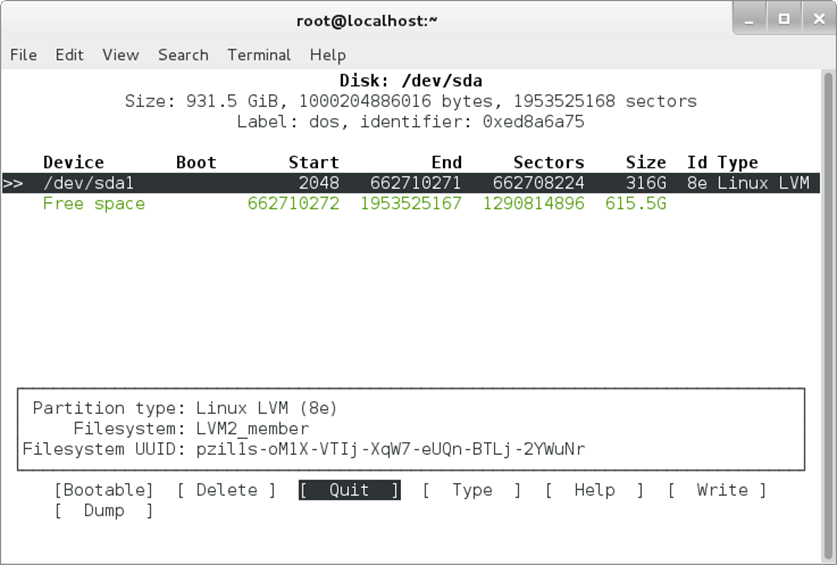 root@localhost:~
File Edit View Search Terminal Help
Disk: /dev/sda
Size: 931.5 GiB, 1000204886016 bytes, 1953525168 sectors
Label: dos, identifier: 0xed8a6a75
Device Boot Start End Sectors Size Id Type
>> /dev/sda1 2048 662710271 662708224 316G 8e Linux LVM
Free space 662710272 1953525167 1290814896 615.5G
Partition type: Linux LVM (8e)
Filesystem: LVM2_member
Filesystem UUID: pzil1s-oM1X-VTIj-XqW7-eUQn-BTLj-2YWuNr
[Bootable] [ Delete ] [ Quit ] [ Type ] [ Help ] [ Write ]
[ Dump ]